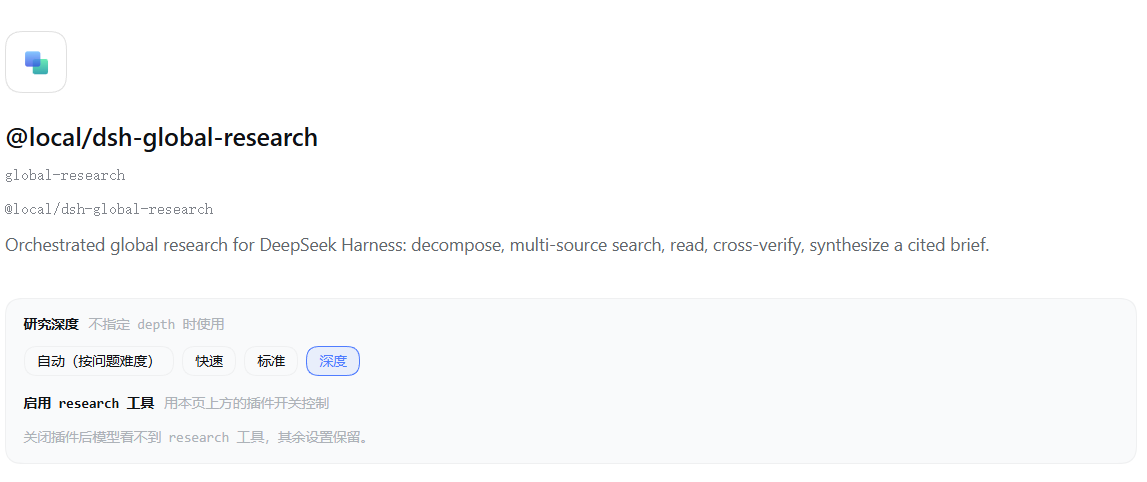 @local/dsh-global-research
global-research
@local/dsh-global-research
Orchestrated global research for DeepSeek Harness: decompose, multi-source search, read, cross-verify, synthesize a cited brief.
研究深度 不指定 depth 时使用
自动（按问题难度） 快速 标准 深度
启用 research 工具 用本页上方的插件开关控制
关闭插件后模型看不到 research 工具，其余设置保留。